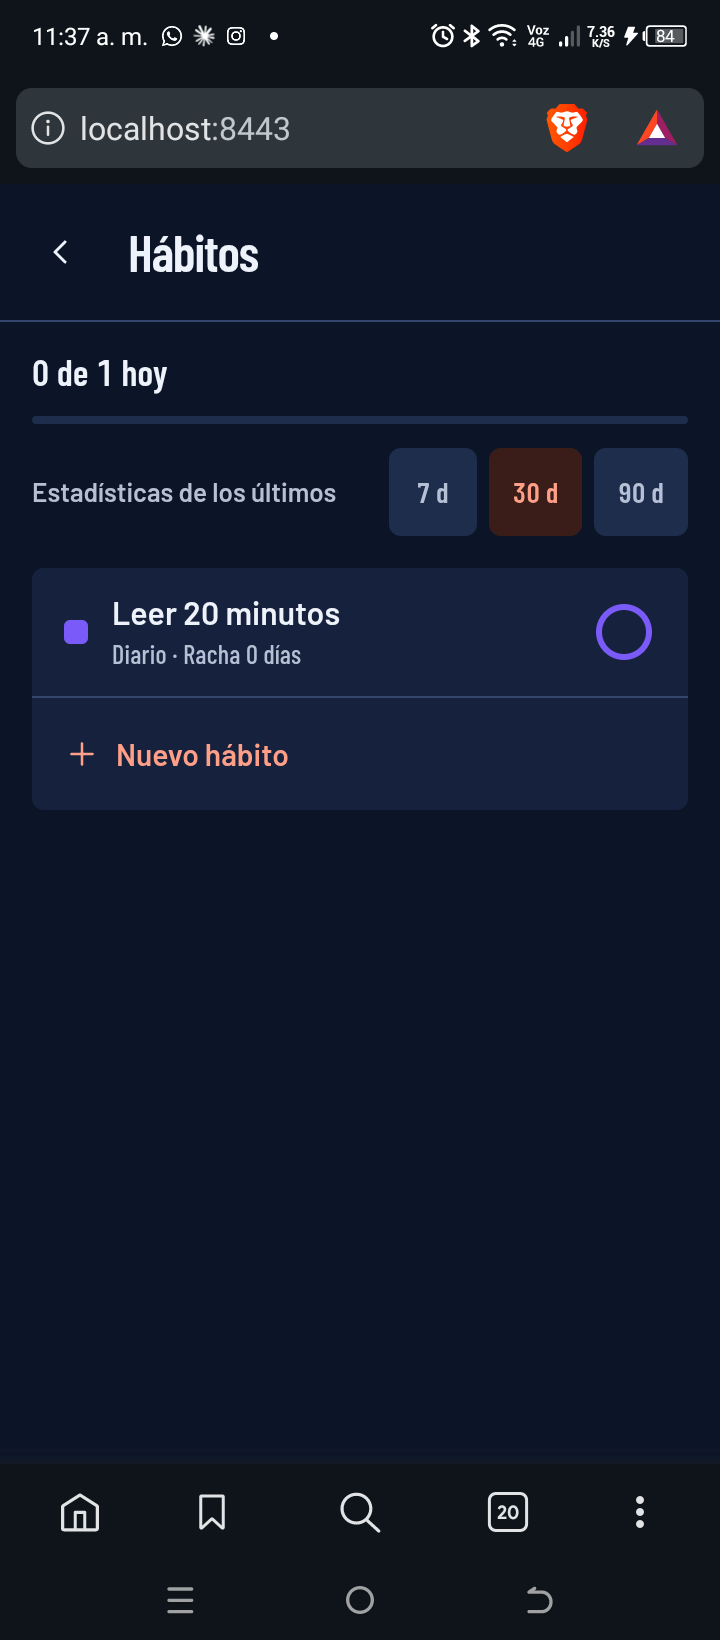 11:37 a. m.
Voz 4G
7.36 K/S
84
localhost:8443
Hábitos
0 de 1 hoy
Estadísticas de los últimos
7 d
30 d
90 d
Leer 20 minutos
Diario · Racha 0 días
Nuevo hábito
20